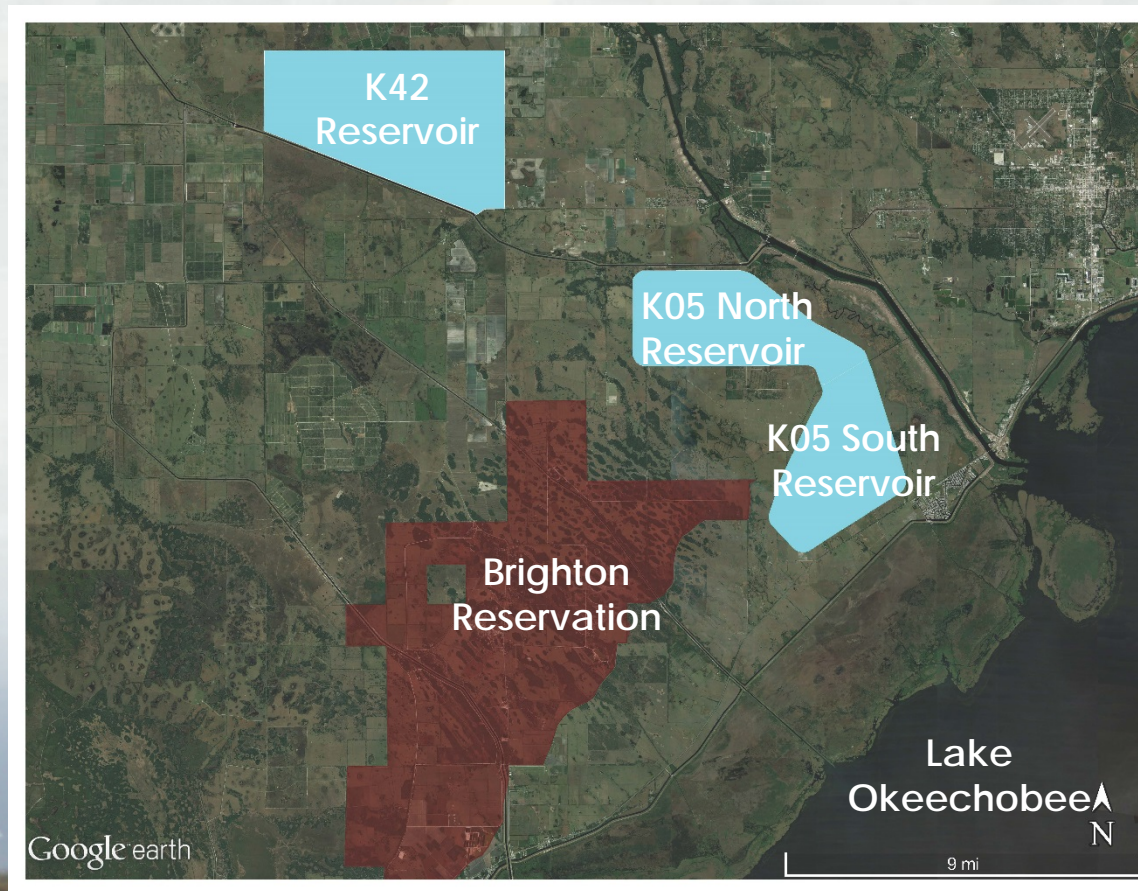 K42
Reservoir
K05 North
Reservoir
K05 South
Reservoir
Brighton
Reservation
Lake
Okeechobee
N
Google earth
9 mi